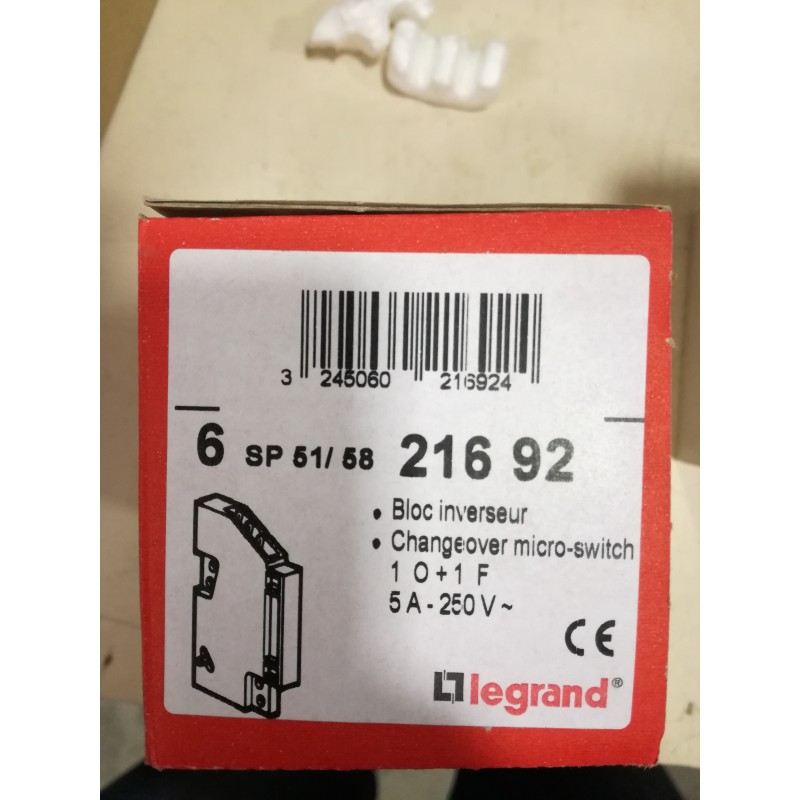 3 245060 216924
6 SP 51/58 216 92
• Bloc inverseur
• Changeover micro-switch
1 O + 1 F
5 A - 250 V ~
CE
legrand®